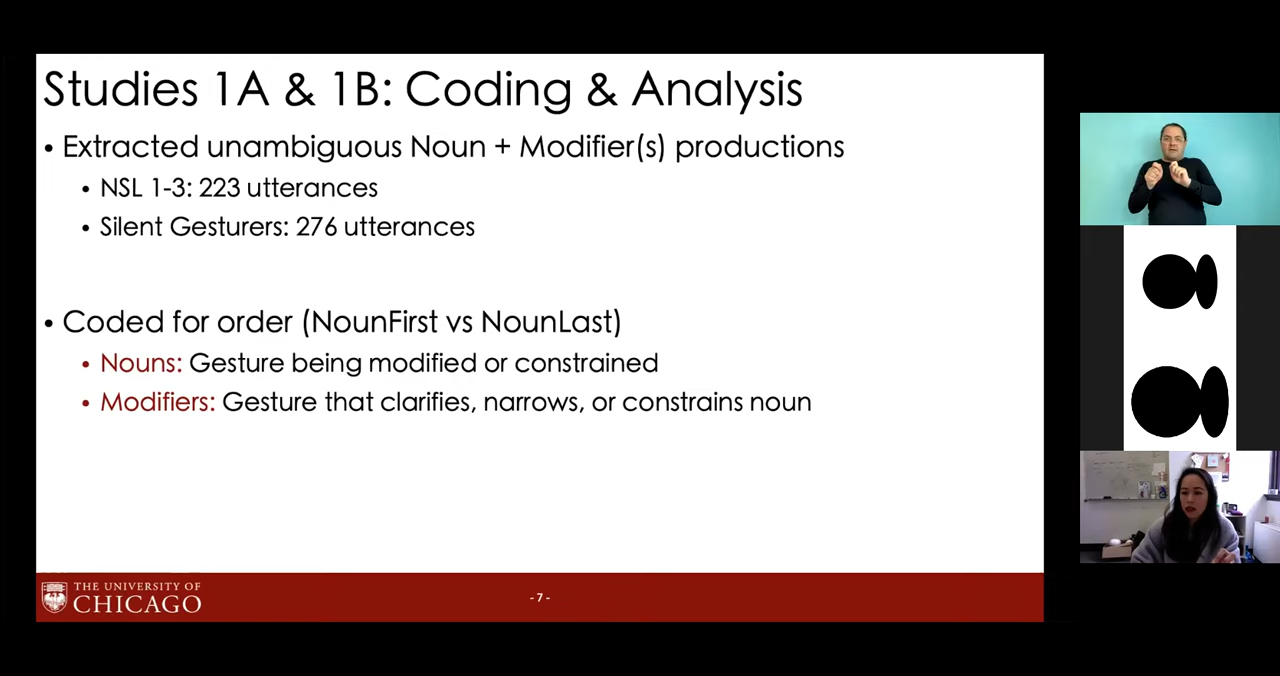 Studies 1A & 1B: Coding & Analysis
• Extracted unambiguous Noun + Modifier(s) productions
• NSL 1-3: 223 utterances
• Silent Gesturers: 276 utterances
• Coded for order (NounFirst vs NounLast)
• Nouns: Gesture being modified or constrained
• Modifiers: Gesture that clarifies, narrows, or constrains noun
THE UNIVERSITY OF
CHICAGO
- 7 -